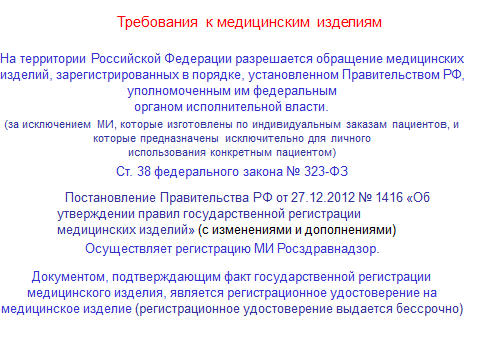 Требования к медицинским изделиям
На территории Российской Федерации разрешается обращение медицинских
изделий, зарегистрированных в порядке, установленном Правительством РФ,
уполномоченным им федеральным
органом исполнительной власти.
(за исключением МИ, которые изготовлены по индивидуальным заказам пациентов, и
которые предназначены исключительно для личного
использования конкретным пациентом)
Ст. 38 федерального закона № 323-ФЗ
Постановление Правительства РФ от 27.12.2012 № 1416 «Об
утверждении правил государственной регистрации
медицинских изделий» (с изменениями и дополнениями)
Осуществляет регистрацию МИ Росздравнадзор.
Документом, подтверждающим факт государственной регистрации
медицинского изделия, является регистрационное удостоверение на
медицинское изделие (регистрационное удостоверение выдается бессрочно)